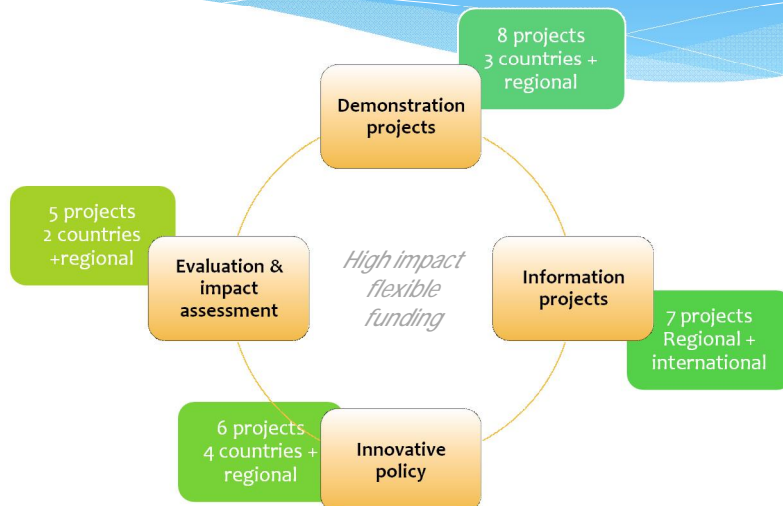 8 projects
3 countries +
regional
Demonstration
projects
5 projects
2 countries
+regional
Evaluation &
impact
assessment
High impact
flexible
funding
Information
projects
7 projects
Regional +
international
6 projects
4 countries +
regional
Innovative
policy